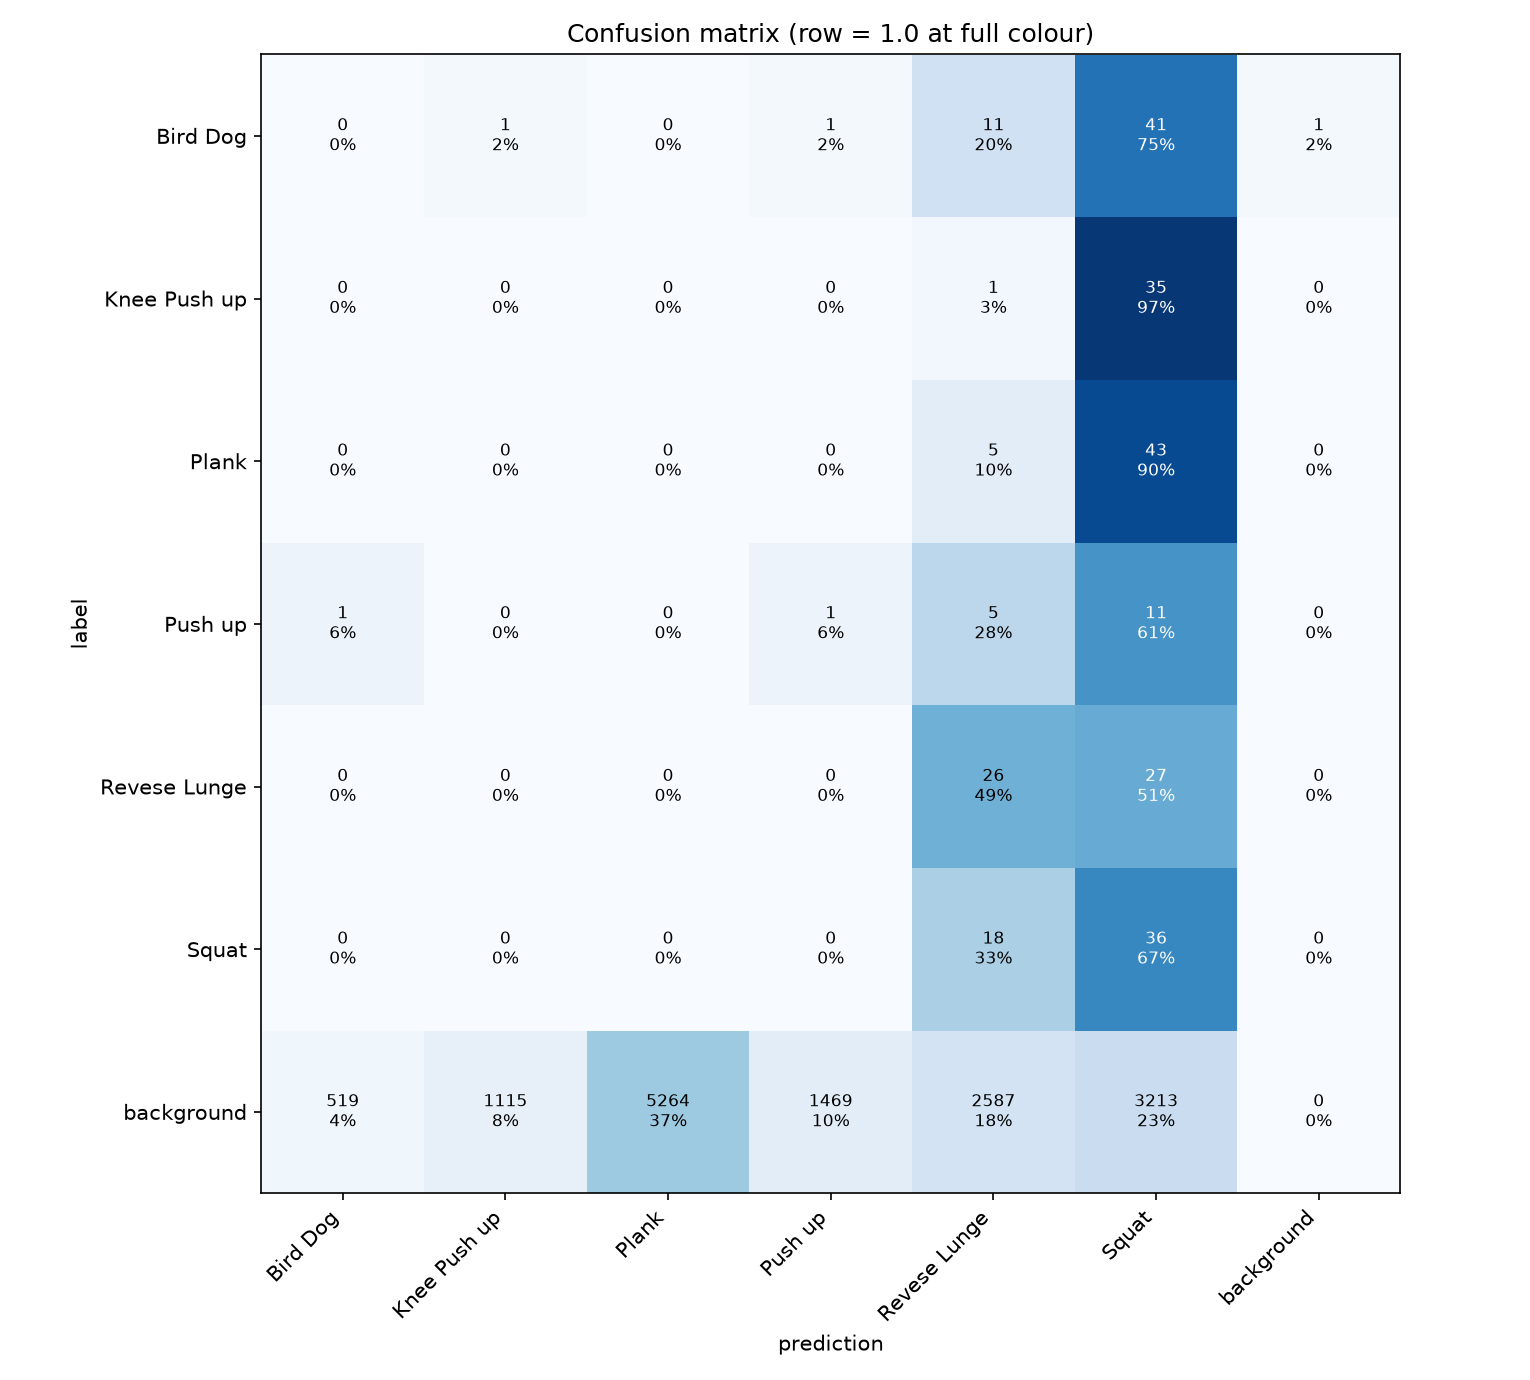 Confusion matrix (row = 1.0 at full colour)
label
Bird Dog
0 1 0 1 11 41 1
0% 2% 0% 2% 20% 75% 2%
Knee Push up
0 0 0 0 1 35 0
0% 0% 0% 0% 3% 97% 0%
Plank
0 0 0 0 5 43 0
0% 0% 0% 0% 10% 90% 0%
Push up
1 0 0 1 5 11 0
6% 0% 0% 6% 28% 61% 0%
Revese Lunge
0 0 0 0 26 27 0
0% 0% 0% 0% 49% 51% 0%
Squat
0 0 0 0 18 36 0
0% 0% 0% 0% 33% 67% 0%
background
519 1115 5264 1469 2587 3213 0
4% 8% 37% 10% 18% 23% 0%
Bird Dog
Knee Push up
Plank
Push up
Revese Lunge
Squat
background
prediction